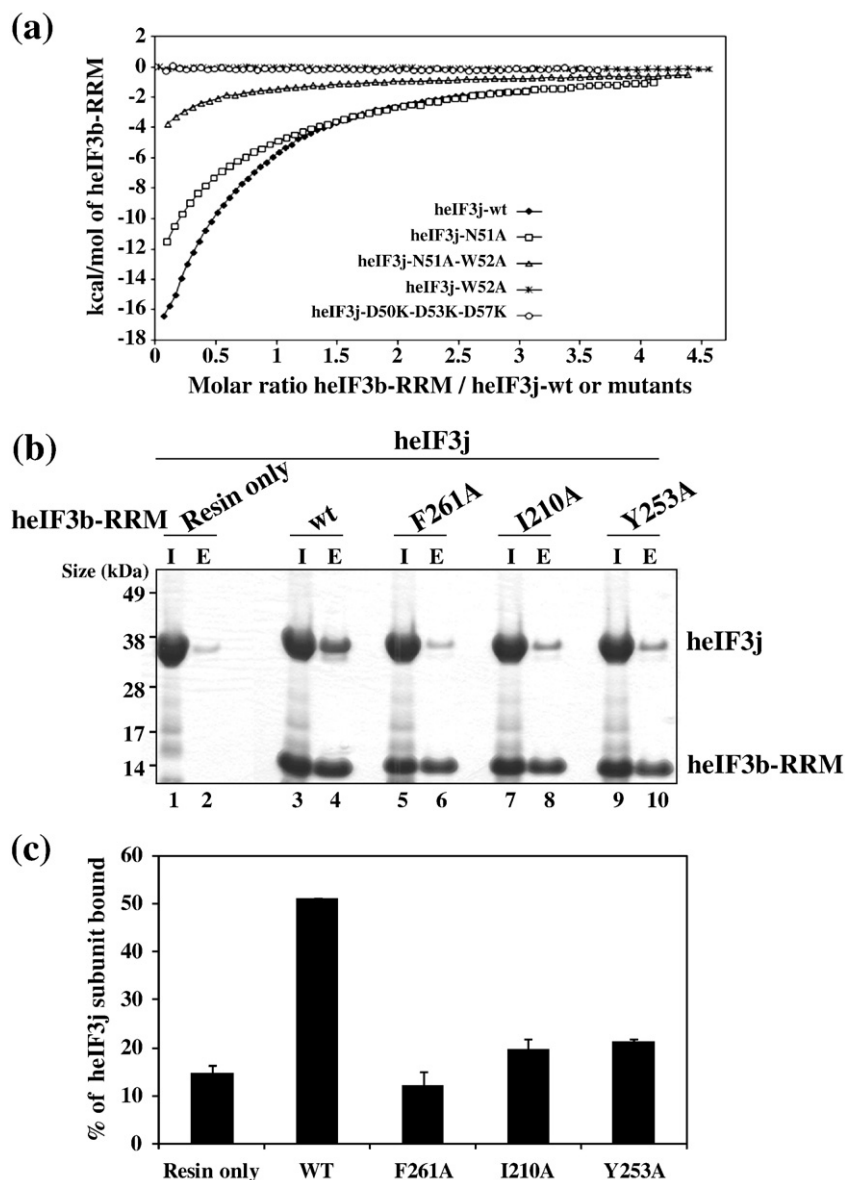 (a)
kcal/mol of heIF3b-RRM
2
0
-2
-4
-6
-8
-10
-12
-14
-16
-18
heIF3j-wt
heIF3j-N51A
heIF3j-N51A-W52A
heIF3j-W52A
heIF3j-D50K-D53K-D57K
0 0.5 1 1.5 2 2.5 3 3.5 4 4.5
Molar ratio heIF3b-RRM / heIF3j-wt or mutants
(b)
heIF3j
heIF3b-RRM Resin only wt F261A I210A Y253A
I E I E I E I E I E
Size (kDa)
49
38
28
17
14
heIF3j
heIF3b-RRM
1 2 3 4 5 6 7 8 9 10
(c)
% of heIF3j subunit bound
60
50
40
30
20
10
0
Resin only WT F261A I210A Y253A